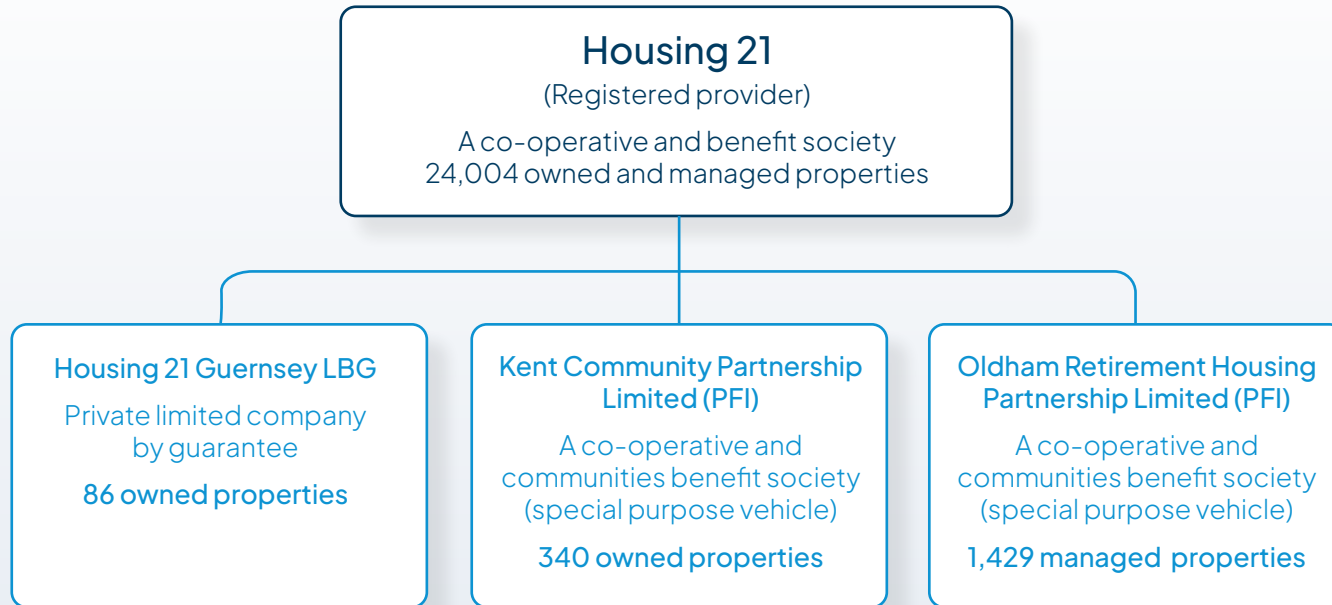 Housing 21
(Registered provider)
A co-operative and benefit society
24,004 owned and managed properties
Housing 21 Guernsey LBG
Private limited company
by guarantee
86 owned properties
Kent Community Partnership
Limited (PFI)
A co-operative and
communities benefit society
(special purpose vehicle)
340 owned properties
Oldham Retirement Housing
Partnership Limited (PFI)
A co-operative and
communities benefit society
(special purpose vehicle)
1,429 managed properties